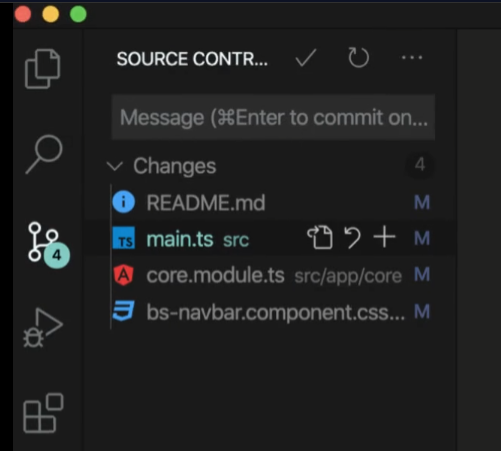 SOURCE CONTR...
Message (⌘Enter to commit on...
Changes 4
README.md M
4
TS main.ts src M
core.module.ts src/app/core M
bs-navbar.component.css... M